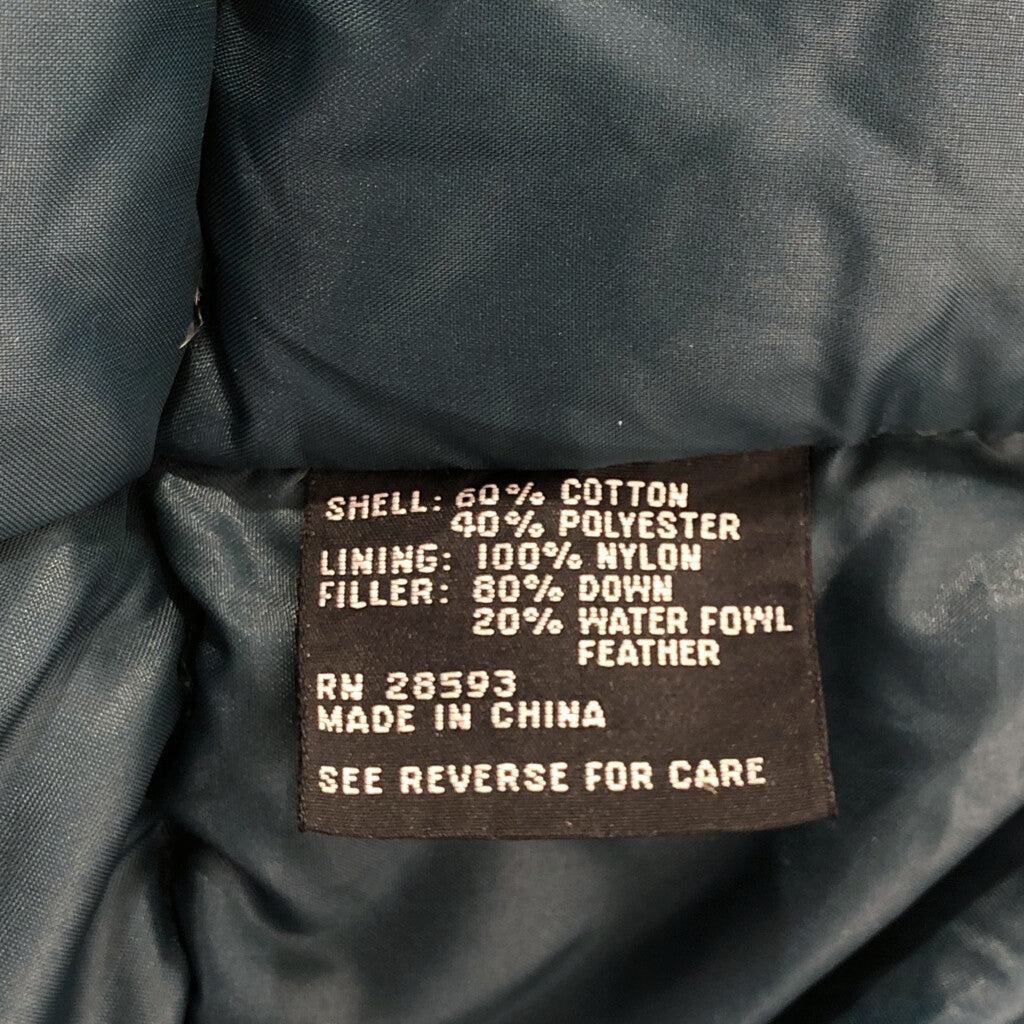 SHELL: 60% COTTON
40% POLYESTER
LINING: 100% NYLON
FILLER: 80% DOWN
20% WATER FOWL
FEATHER
RN 28593
MADE IN CHINA
SEE REVERSE FOR CARE